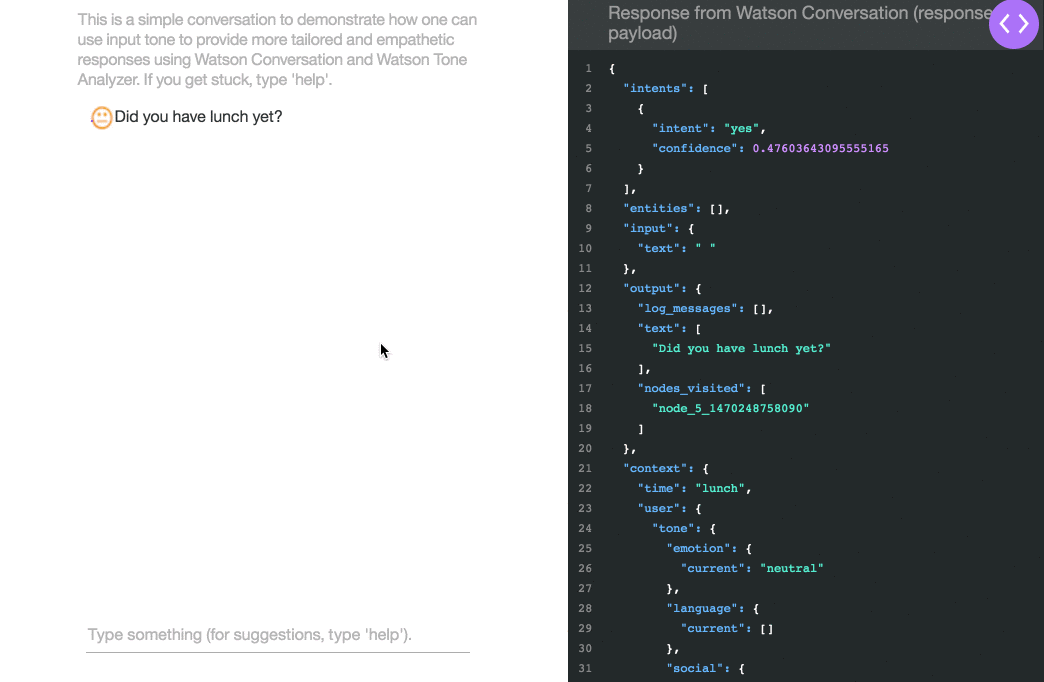 This is a simple conversation to demonstrate how one can
use input tone to provide more tailored and empathetic
responses using Watson Conversation and Watson Tone
Analyzer. If you get stuck, type 'help'.
Did you have lunch yet?
Type something (for suggestions, type 'help').
Response from Watson Conversation (response
payload)
1 {
2 "intents": [
3 {
4 "intent": "yes",
5 "confidence": 0.47603643095555165
6 }
7 ],
8 "entities": [],
9 "input": {
10 "text": " "
11 },
12 "output": {
13 "log_messages": [],
14 "text": [
15 "Did you have lunch yet?"
16 ],
17 "nodes_visited": [
18 "node_5_1470248758090"
19 ]
20 },
21 "context": {
22 "time": "lunch",
23 "user": {
24 "tone": {
25 "emotion": {
26 "current": "neutral"
27 },
28 "language": {
29 "current": []
30 },
31 "social": {